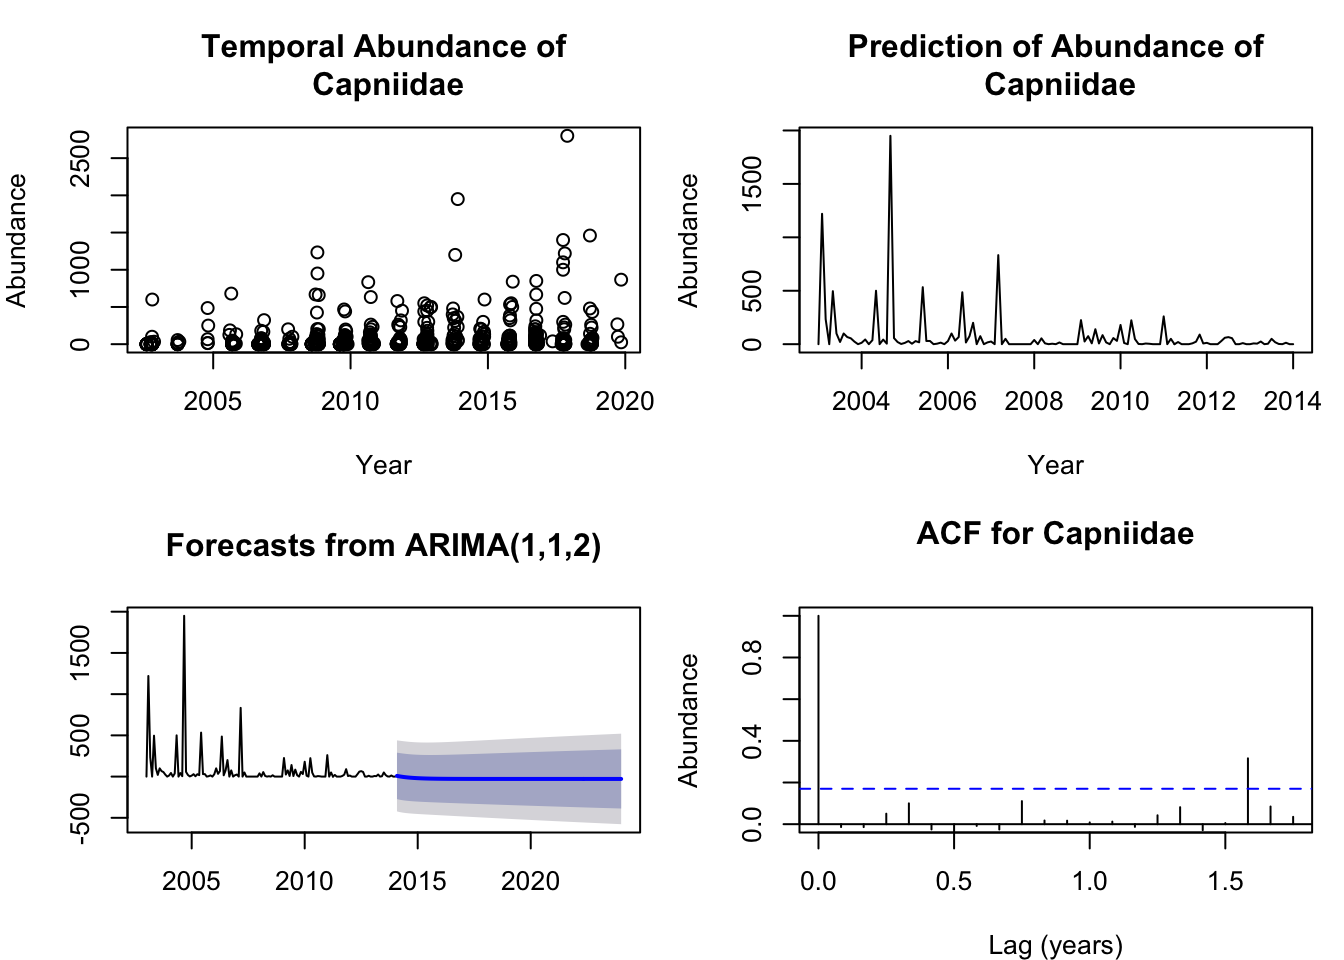 Temporal Abundance of
Capniidae
Abundance
0
1000
2500
2005
2010
2015
2020
Year
Prediction of Abundance of
Capniidae
Abundance
0
500
1500
2004
2006
2008
2010
2012
2014
Year
Forecasts from ARIMA(1,1,2)
-500
500
1500
2005
2010
2015
2020
ACF for Capniidae
Abundance
0.0
0.4
0.8
0.0
0.5
1.0
1.5
Lag (years)